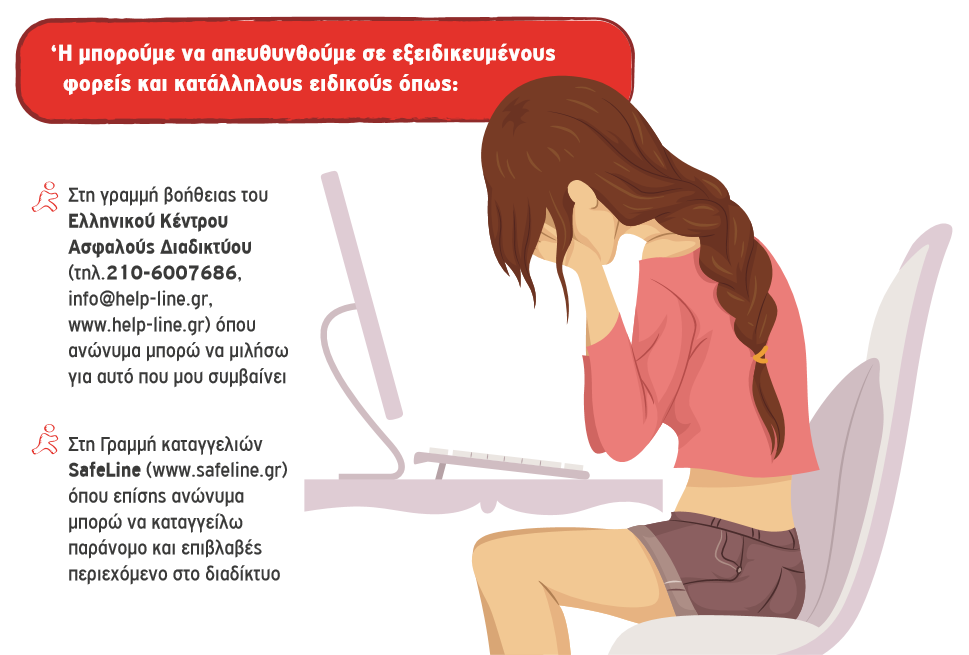 ‘Η μπορούμε να απευθυνθούμε σε εξειδικευμένους
φορείς και κατάλληλους ειδικούς όπως:
Στη γραμμή βοήθειας του
Ελληνικού Κέντρου
Ασφαλούς Διαδικτύου
(τηλ.210-6007686,
info@help-line.gr,
www.help-line.gr) όπου
ανώνυμα μπορώ να μιλήσω
για αυτό που μου συμβαίνει
Στη Γραμμή καταγγελιών
SafeLine (www.safeline.gr)
όπου επίσης ανώνυμα
μπορώ να καταγγείλω
παράνομο και επιβλαβές
περιεχόμενο στο διαδίκτυο